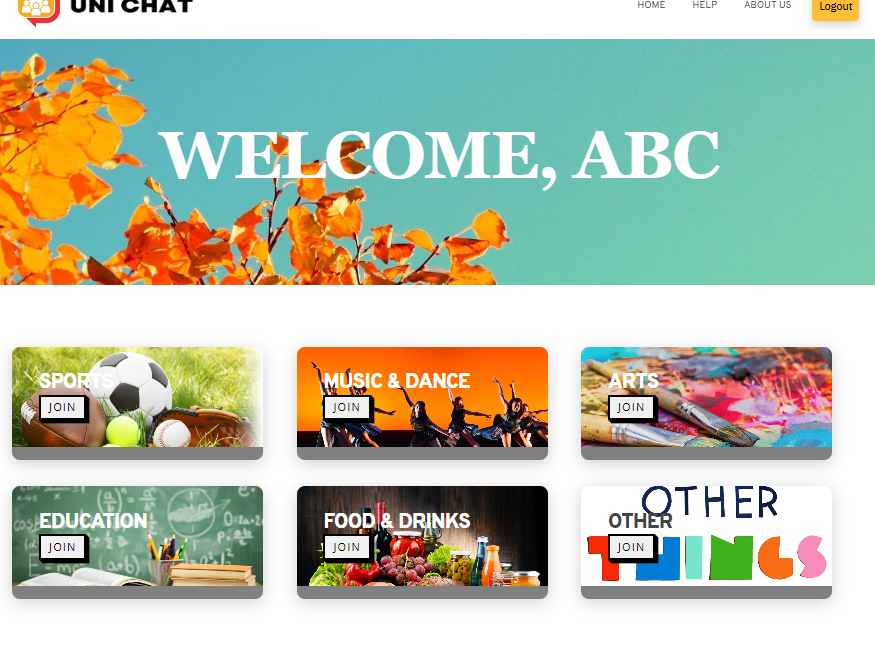 UNI CHAT
HOME HELP ABOUT US Logout
WELCOME, ABC
SPORTS
JOIN
MUSIC & DANCE
JOIN
ARTS
JOIN
EDUCATION
JOIN
FOOD & DRINKS
JOIN
OTHER
OTHER
JOIN